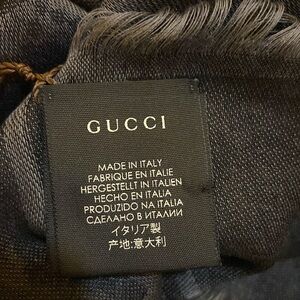 GUCCI
MADE IN ITALY
FABRIQUE EN ITALIE
HERGESTELLT IN ITALIEN
HECHO EN ITALIA
PRODUZIDO NA ITALIA
СДЕЛАНО В ИТАЛИИ
イタリア製
产地:意大利